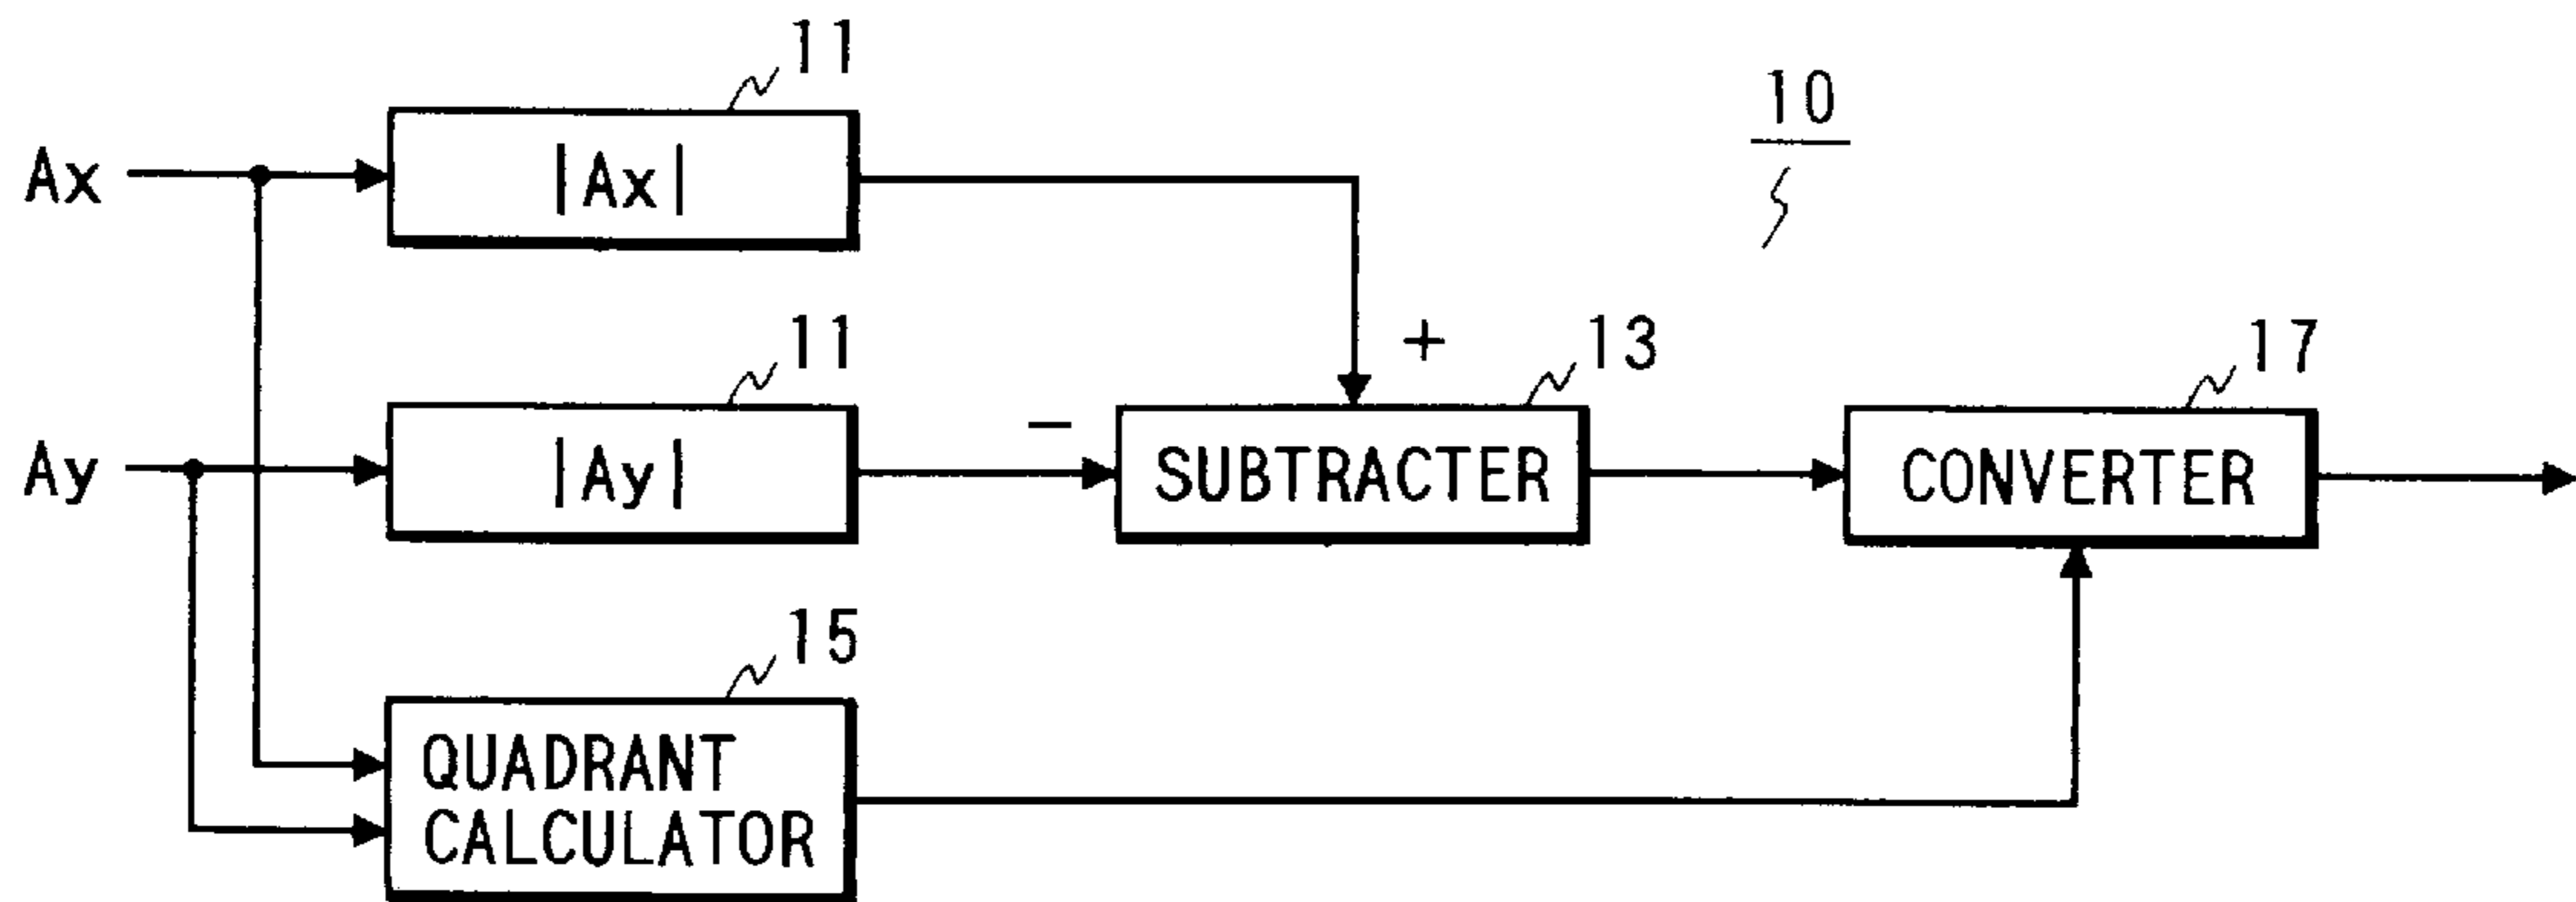 11
10
Ax
|Ax|
11
+
13
17
Ay
|Ay|
−
SUBTRACTER
CONVERTER
15
QUADRANT
CALCULATOR